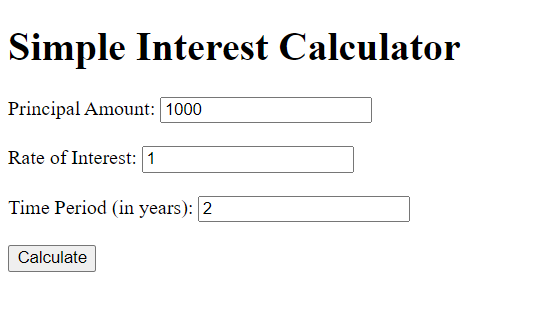 Simple Interest Calculator
Principal Amount: 1000
Rate of Interest: 1
Time Period (in years): 2
Calculate